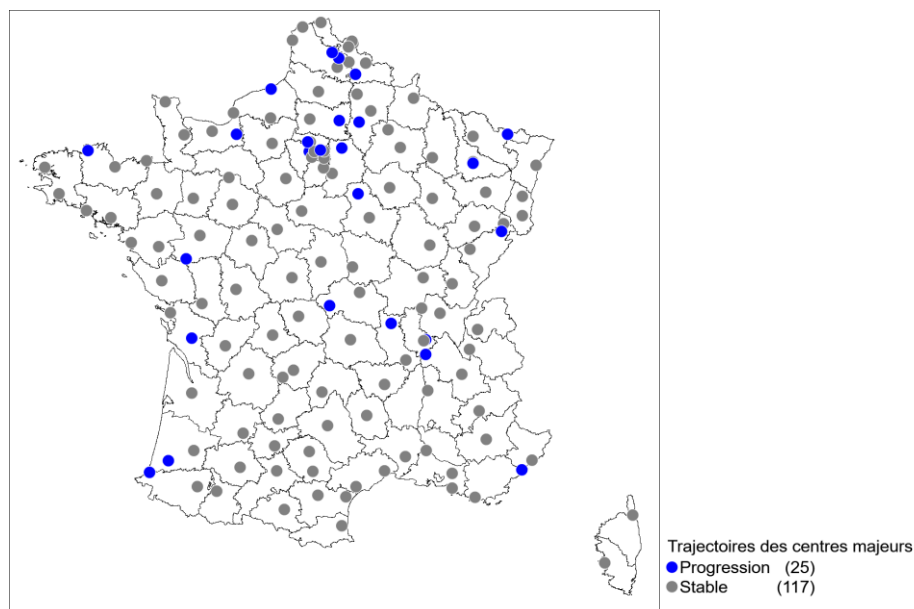 Trajectoires des centres majeurs
Progression (25)
Stable (117)